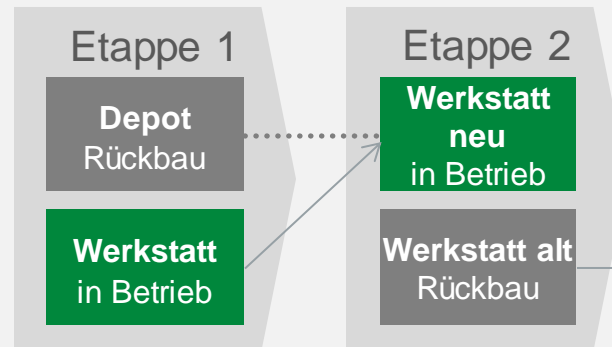 Etappe 1
Depot
Rückbau
Werkstatt
in Betrieb
Etappe 2
Werkstatt
neu
in Betrieb
Werkstatt alt
Rückbau